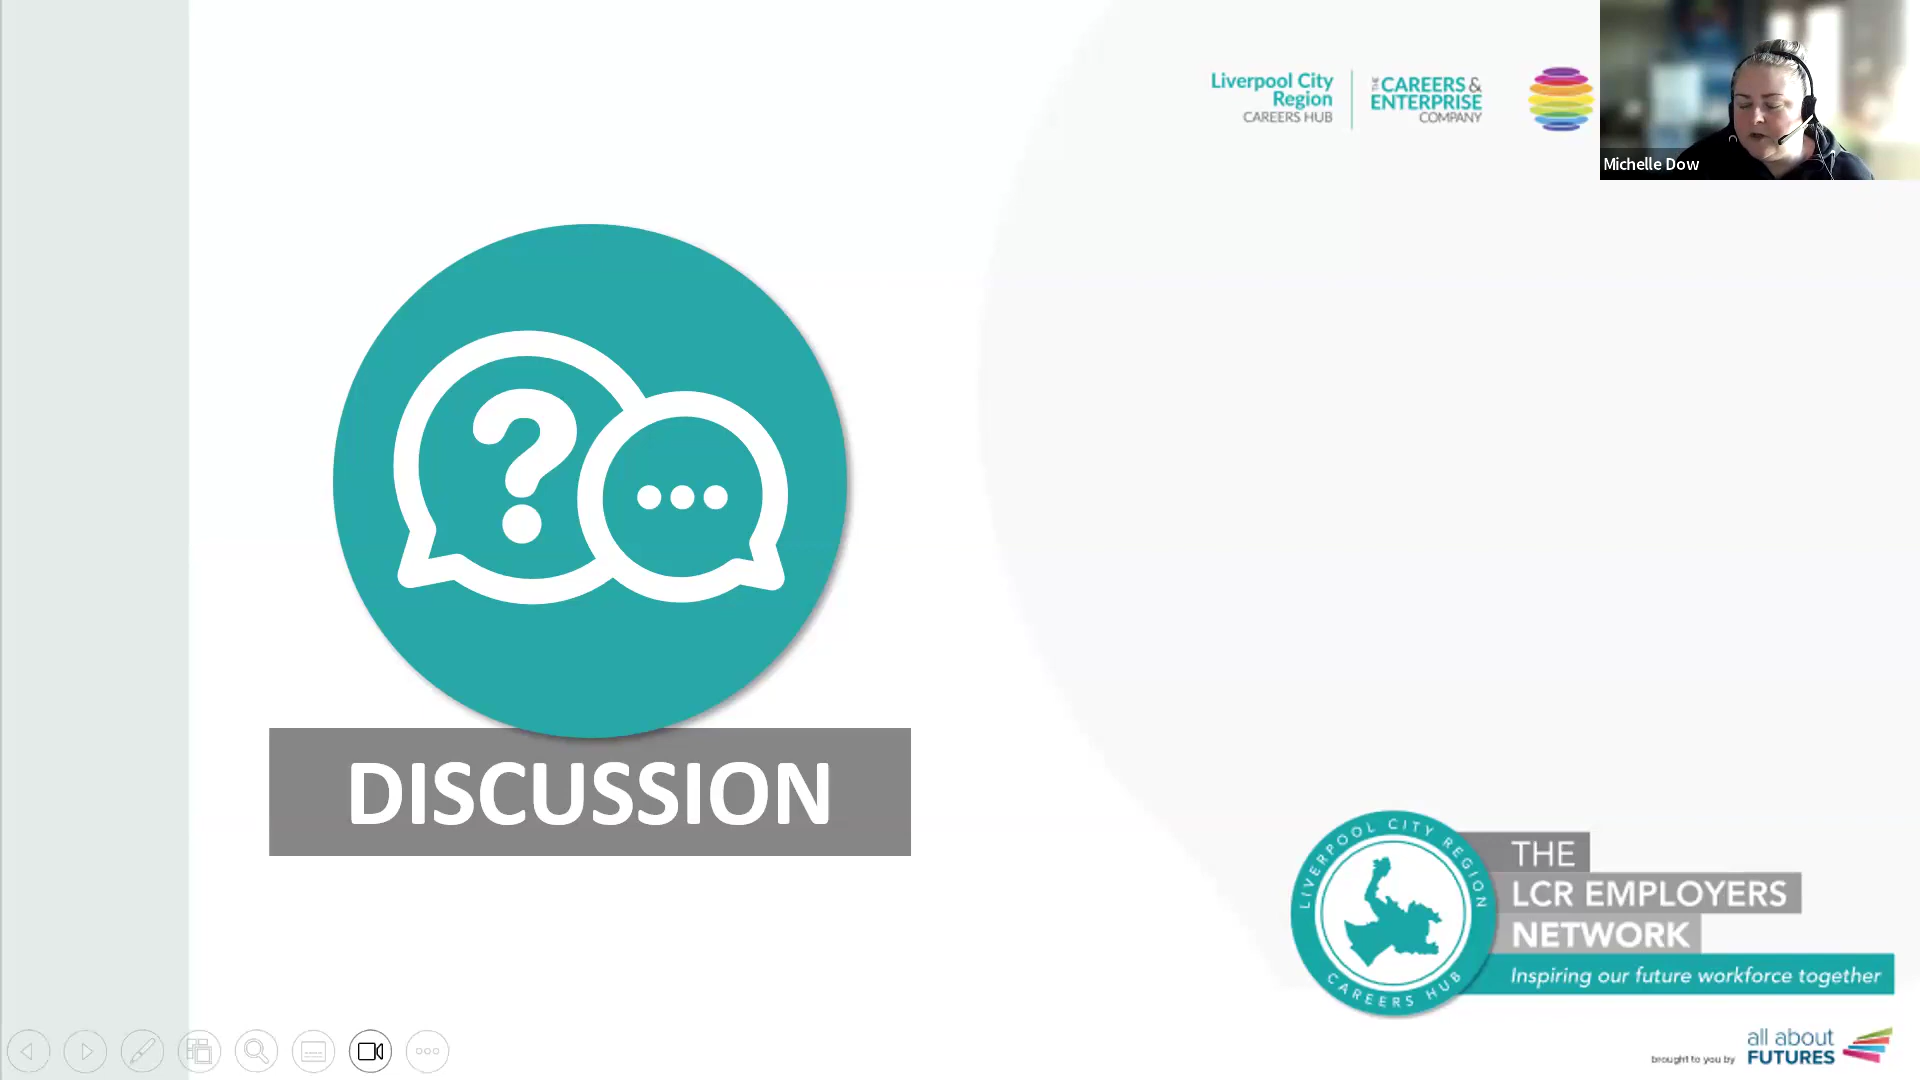 Liverpool City
Region
CAREERS HUB
THE CAREERS &
ENTERPRISE
COMPANY
Michelle Dow
?
DISCUSSION
LIVERPOOL CITY REGION
CAREERS HUB
THE
LCR EMPLOYERS
NETWORK
Inspiring our future workforce together
brought to you by
all about
FUTURES